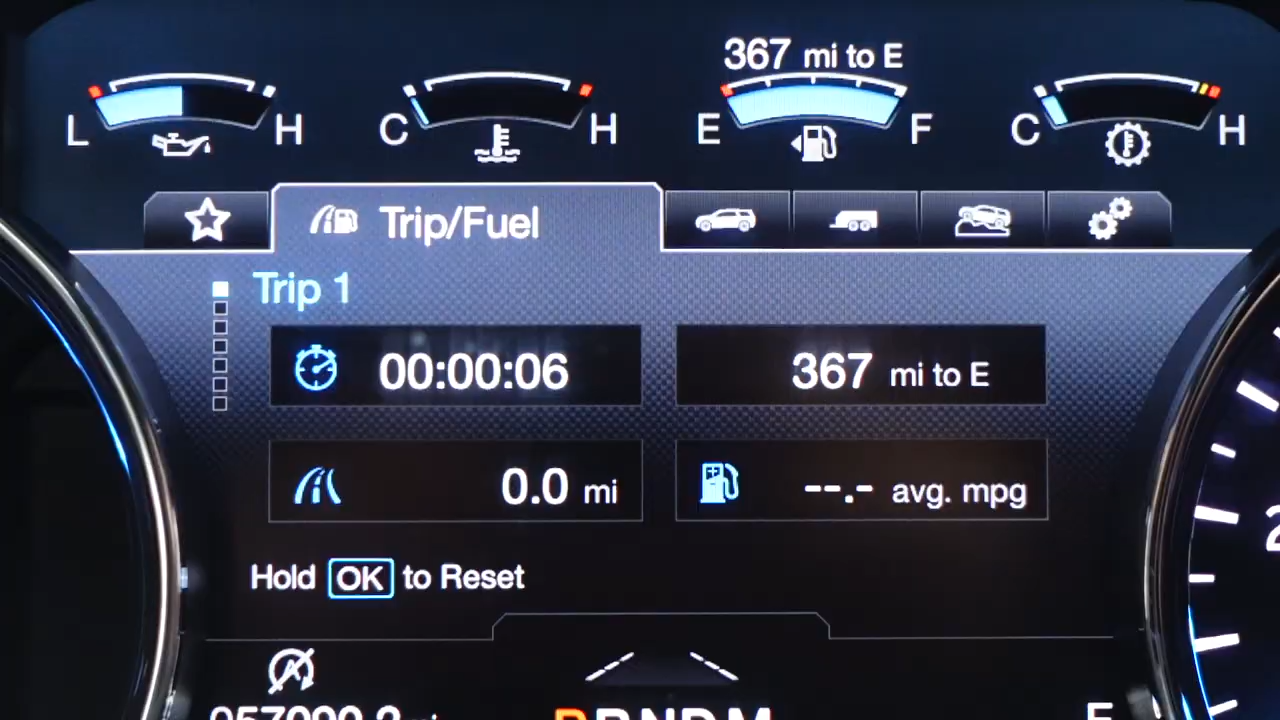 367 mi to E
L H C H E F C H
Trip/Fuel
Trip 1
00:00:06 367 mi to E
0.0 mi --.- avg. mpg
Hold OK to Reset